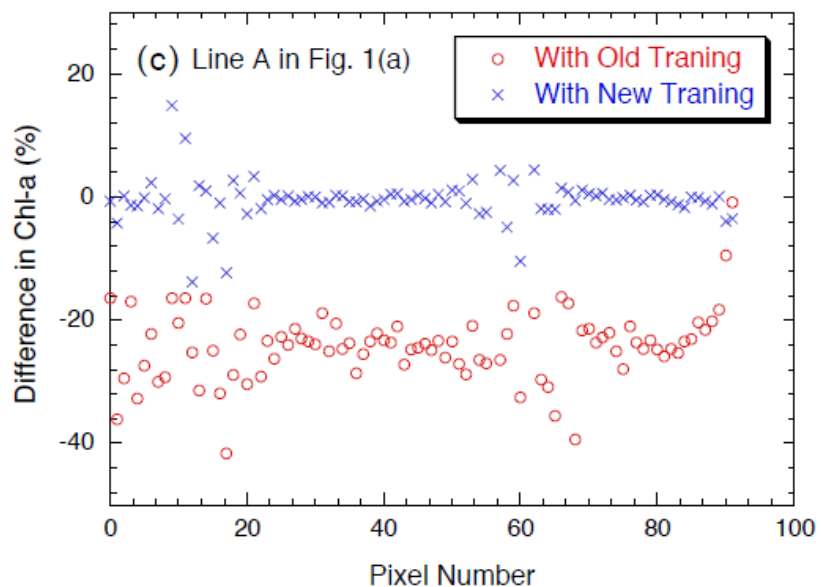 (c) Line A in Fig. 1(a)
With Old Traning
With New Traning
Difference in Chl-a (%)
20
0
-20
-40
0
20
40
60
80
100
Pixel Number